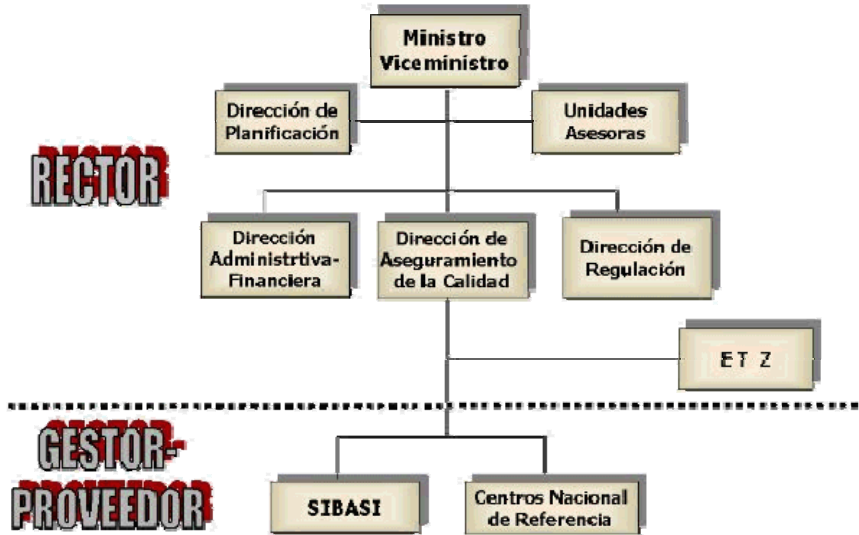 Ministro
Viceministro
Dirección de
Planificación
Unidades
Asesoras
RECTOR
Dirección
Administrtiva-
Financiera
Dirección de
Aseguramiento
de la Calidad
Dirección de
Regulación
ET Z
GESTOR-
PROVEEDOR
SIBASI
Centros Nacional
de Referencia